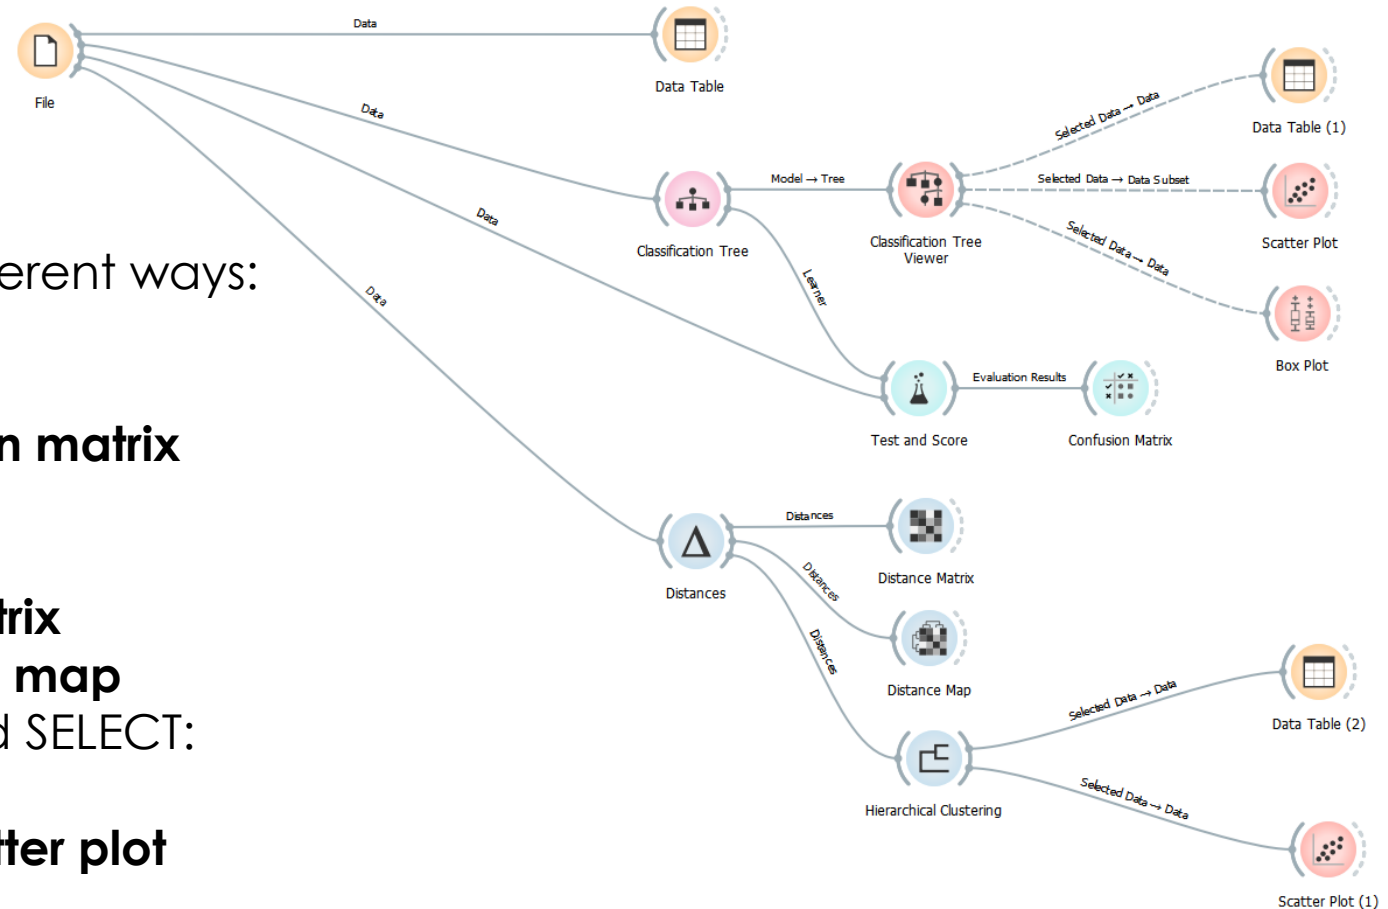 Data
File
Data Table
Data
Selected Data → Data
Data Table (1)
Model → Tree
Selected Data → Data Subset
Data
Classification Tree
Classification Tree
Viewer
Selected Data → Data
Scatter Plot
erent ways:
Learner
Data
Box Plot
Evaluation Results
n matrix
Test and Score
Confusion Matrix
Distances
Distances
Distance Matrix
Distances
trix
Distances
map
Distance Map
Selected Data → Data
d SELECT:
Data Table (2)
Hierarchical Clustering
Selected Data → Data
tter plot
Scatter Plot (1)